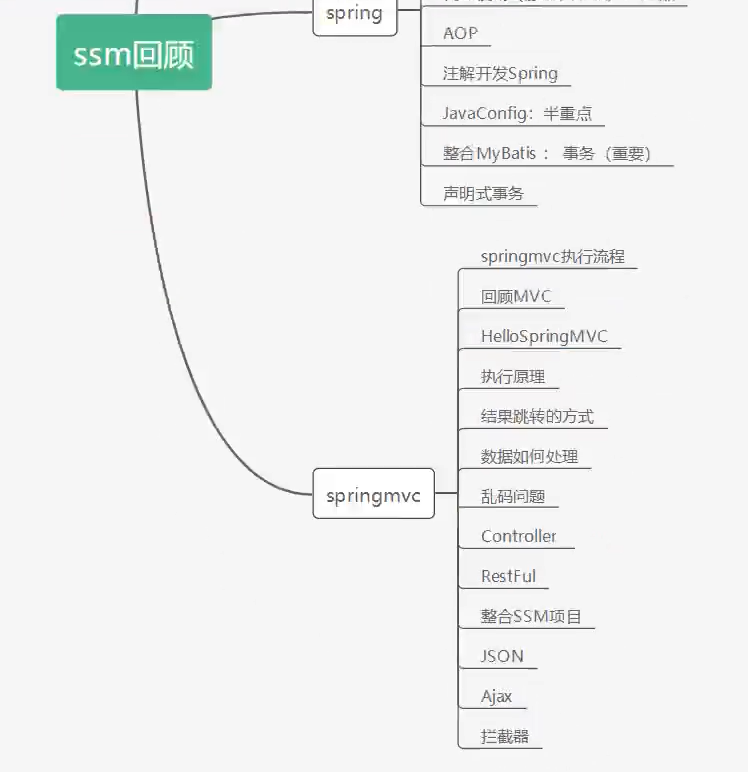 spring
ssm回顾
AOP
注解开发Spring
JavaConfig：半重点
整合MyBatis ： 事务（重要）
声明式事务
springmvc执行流程
回顾MVC
HelloSpringMVC
执行原理
结果跳转的方式
数据如何处理
springmvc
乱码问题
Controller
RestFul
整合SSM项目
JSON
Ajax
拦截器